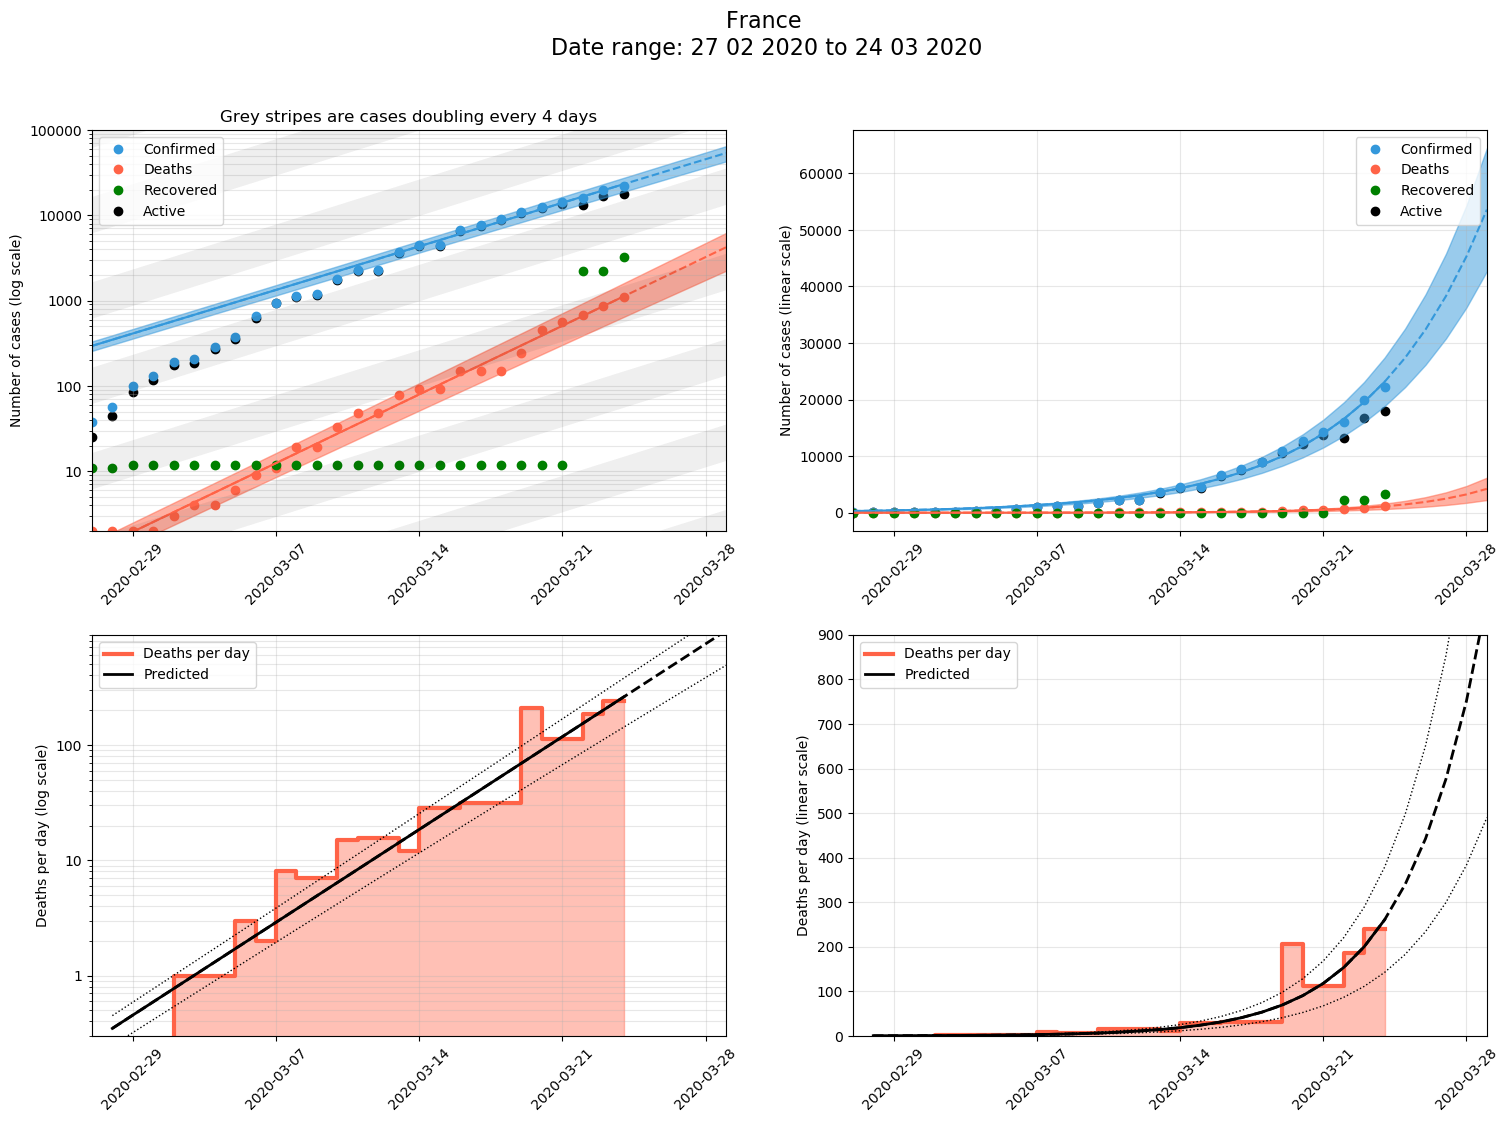 France
Date range: 27 02 2020 to 24 03 2020
Grey stripes are cases doubling every 4 days
Number of cases (log scale)
100000
10000
1000
100
10
Confirmed
Deaths
Recovered
Active
2020-02-29
2020-03-07
2020-03-14
2020-03-21
2020-03-28
Number of cases (linear scale)
60000
50000
40000
30000
20000
10000
0
Confirmed
Deaths
Recovered
Active
2020-02-29
2020-03-07
2020-03-14
2020-03-21
2020-03-28
Deaths per day (log scale)
100
10
1
Deaths per day
Predicted
2020-02-29
2020-03-07
2020-03-14
2020-03-21
2020-03-28
Deaths per day (linear scale)
900
800
700
600
500
400
300
200
100
0
Deaths per day
Predicted
2020-02-29
2020-03-07
2020-03-14
2020-03-21
2020-03-28